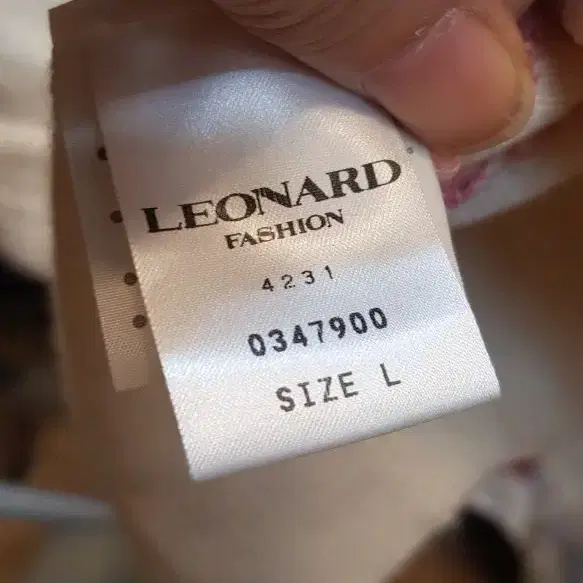 LEONARD
FASHION
4231
0347900
SIZE L